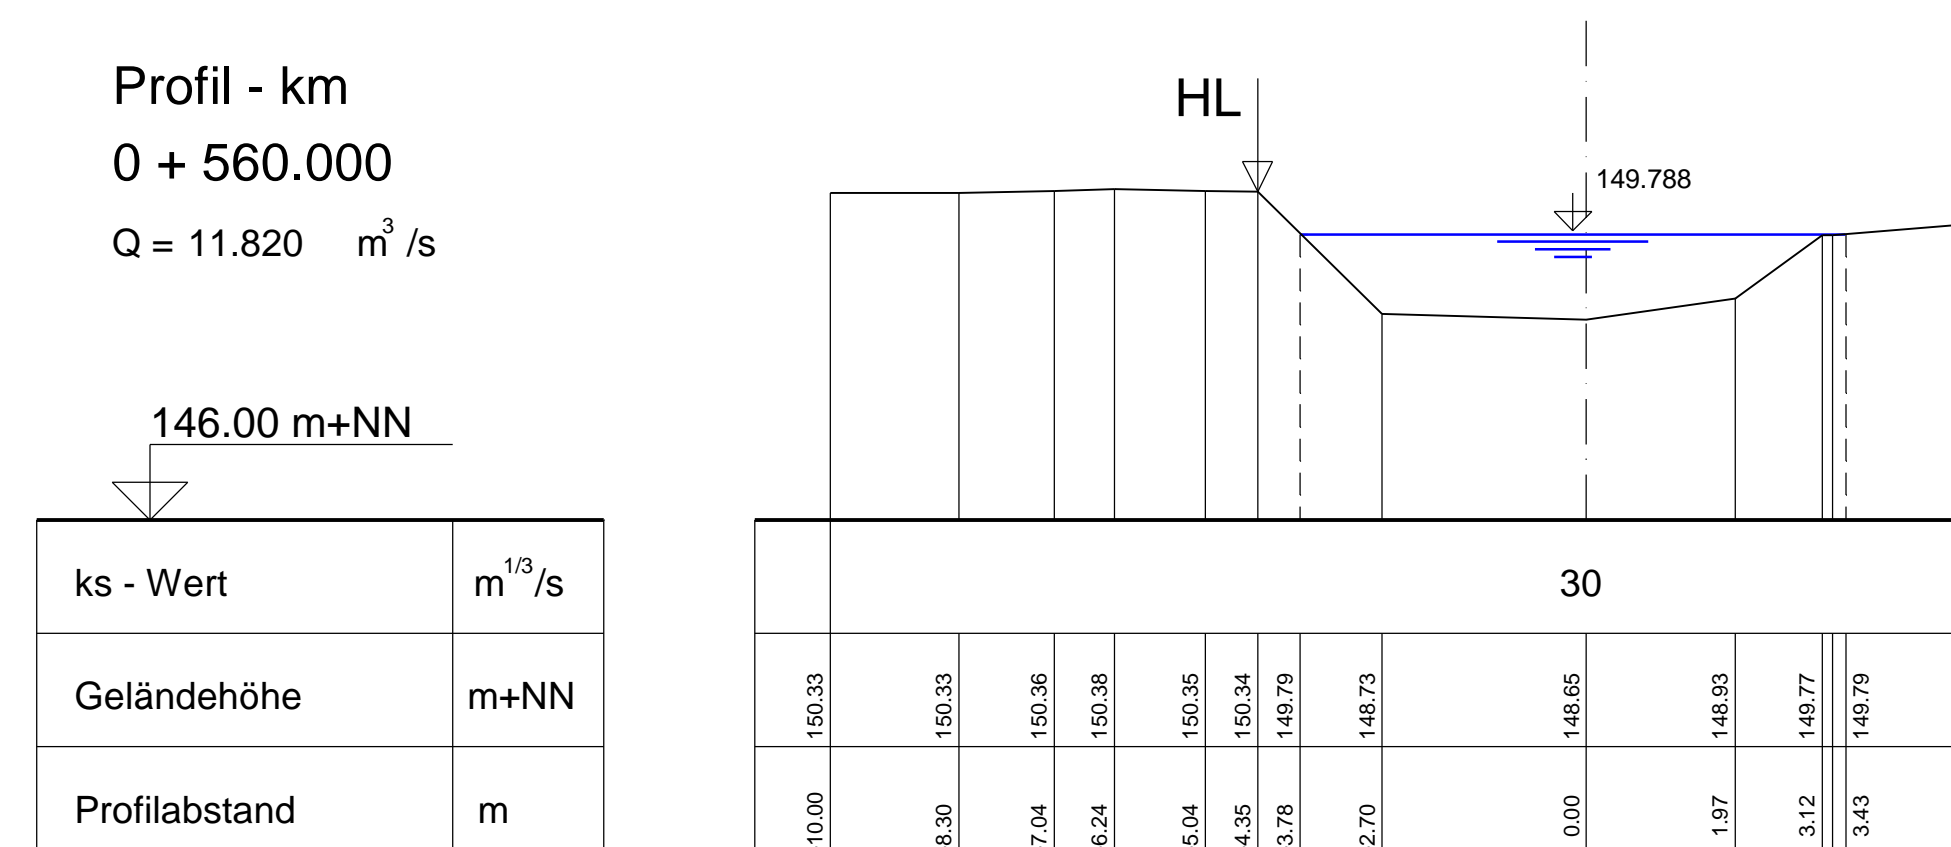 Profil - km
0 + 560.000
Q = 11.820 m³ /s
HL
149.788
146.00 m+NN
ks - Wert m^1/3/s 30
Geländehöhe m+NN 150.33 150.33 150.36 150.38 150.35 150.34 149.79 148.73 148.65 148.93 149.77 149.79
Profilabstand m 10.00 8.30 7.04 6.24 5.04 4.35 3.78 2.70 0.00 1.97 3.12 3.43